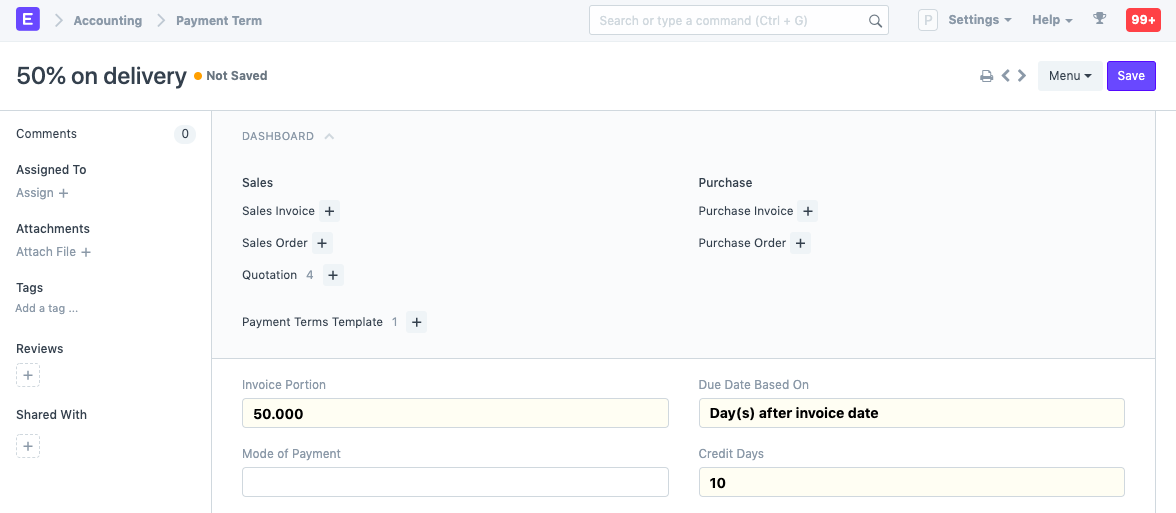 E Accounting Payment Term Search or type a command (Ctrl + G) P Settings Help 99+
50% on delivery Not Saved Menu Save
Comments 0
Assigned To
Assign +
Attachments
Attach File +
Tags
Add a tag ...
Reviews
+
Shared With
+
DASHBOARD
Sales
Sales Invoice +
Sales Order +
Quotation 4 +
Payment Terms Template 1 +
Purchase
Purchase Invoice +
Purchase Order +
Invoice Portion
50.000
Mode of Payment
Due Date Based On
Day(s) after invoice date
Credit Days
10